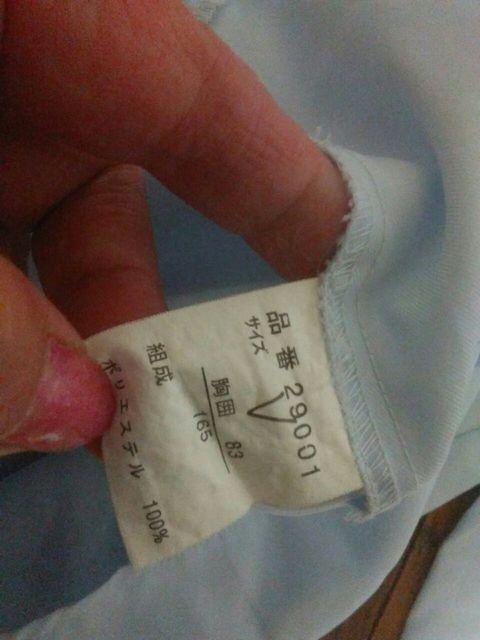 品番 29001
サイズ
胸囲 83
165
組成
ポリエステル 100%